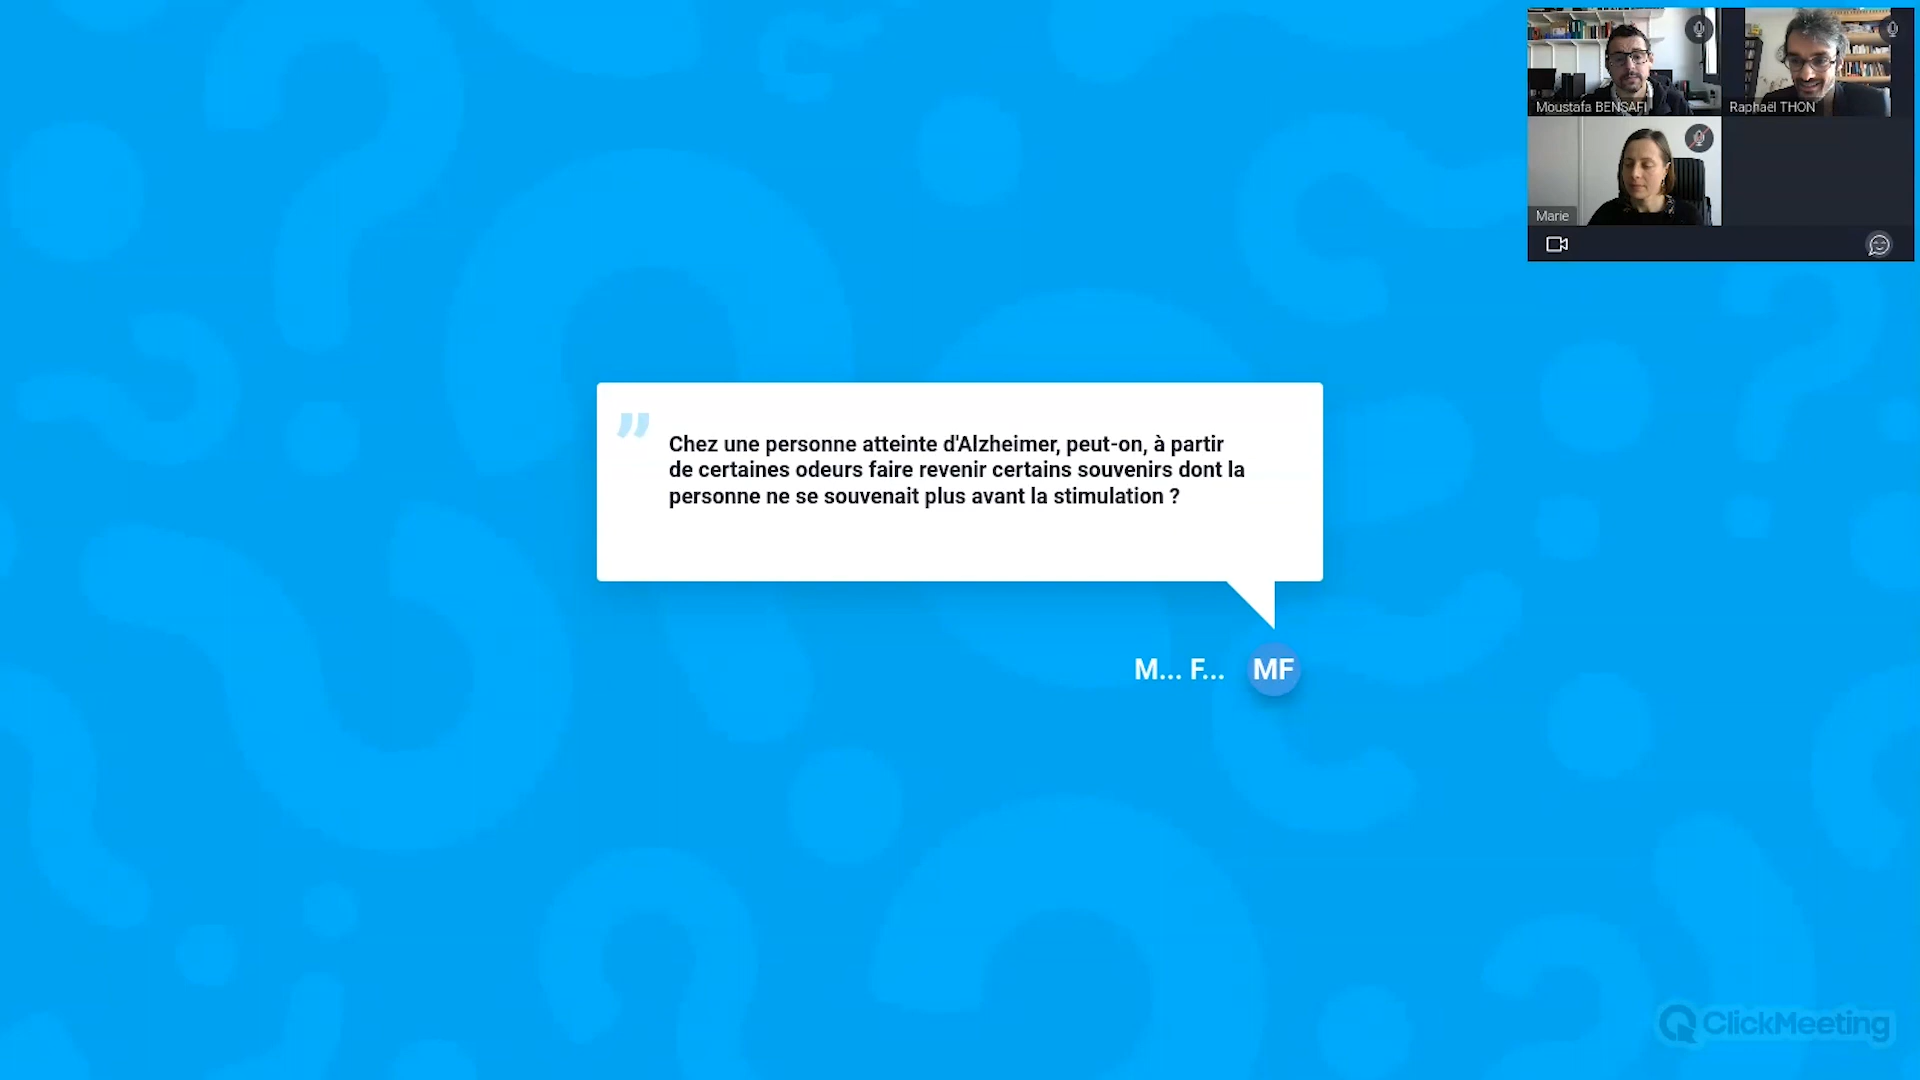 Moustafa BENSAFI
Raphaël THON
Marie
”
Chez une personne atteinte d'Alzheimer, peut-on, à partir
de certaines odeurs faire revenir certains souvenirs dont la
personne ne se souvenait plus avant la stimulation ?
M... F...
MF
ClickMeeting